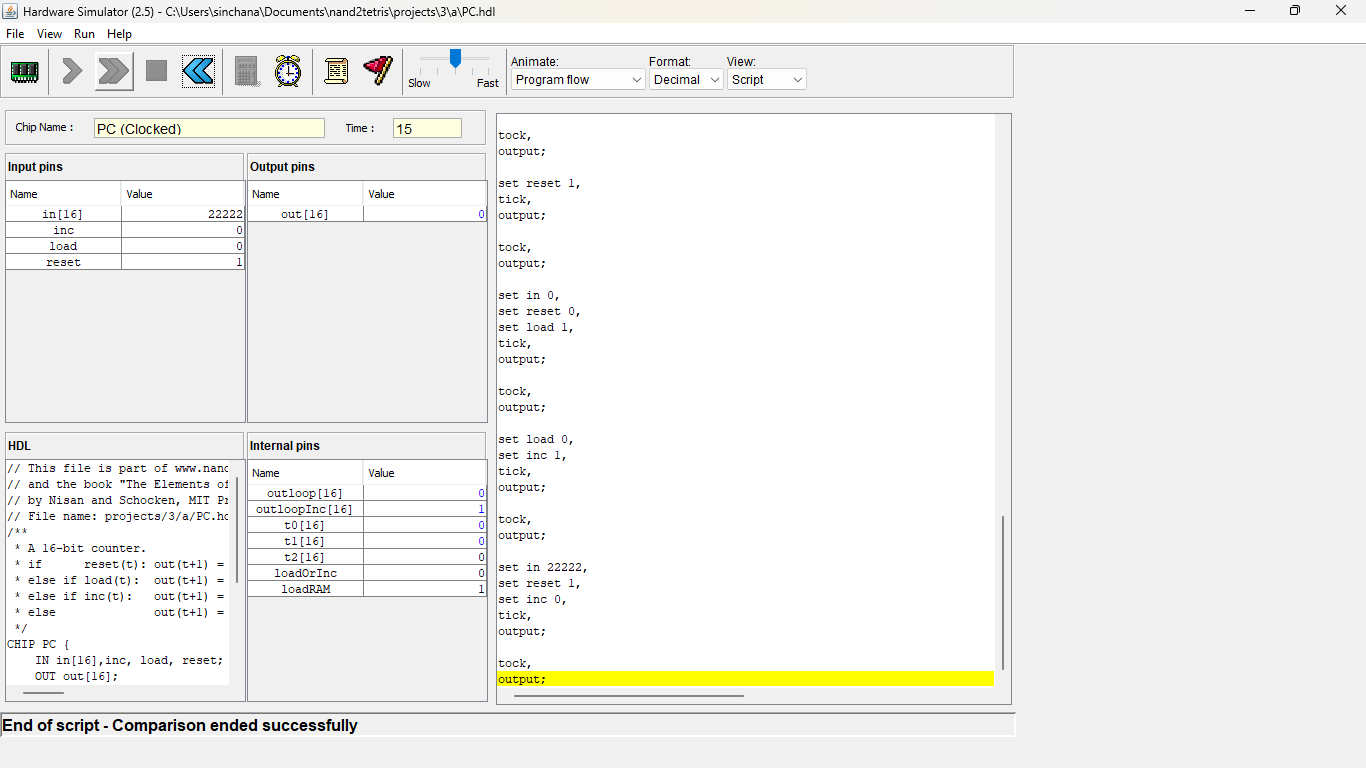 Hardware Simulator (2.5) - C:\Users\sinchana\Documents\nand2tetris\projects\3\a\PC.hdl
File View Run Help
Slow Fast
Animate: Format: View:
Program flow Decimal Script
Chip Name : PC (Clocked) Time : 15
Input pins
Name Value
in[16] 22222
inc 0
load 0
reset 1
Output pins
Name Value
out[16] 0
HDL
// This file is part of www.nand
// and the book "The Elements of
// by Nisan and Schocken, MIT Pr
// File name: projects/3/a/PC.hd
/**
* A 16-bit counter.
* if reset(t): out(t+1) =
* else if load(t): out(t+1) =
* else if inc(t): out(t+1) =
* else out(t+1) =
*/
CHIP PC {
IN in[16],inc, load, reset;
OUT out[16];
Internal pins
Name Value
outloop[16] 0
outloopInc[16] 1
t0[16] 0
t1[16] 0
t2[16] 0
loadOrInc 0
loadRAM 1
tock,
output;
set reset 1,
tick,
output;
tock,
output;
set in 0,
set reset 0,
set load 1,
tick,
output;
tock,
output;
set load 0,
set inc 1,
tick,
output;
tock,
output;
set in 22222,
set reset 1,
set inc 0,
tick,
output;
tock,
output;
End of script - Comparison ended successfully